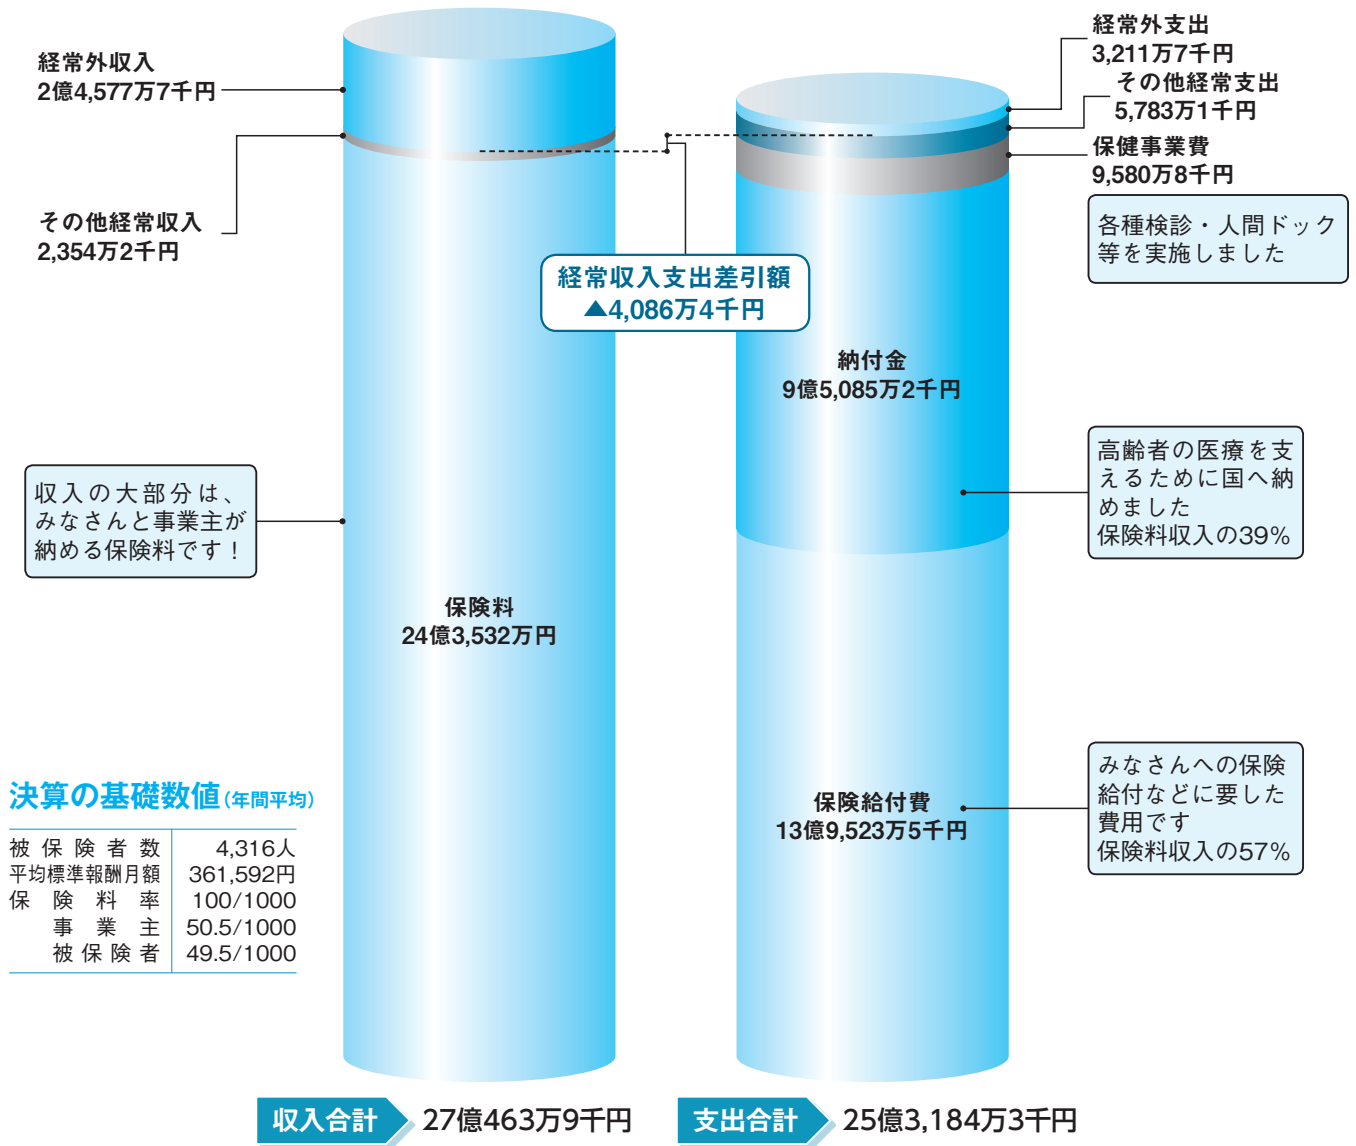 経常外収入
2億4,577万7千円
その他経常収入
2,354万2千円
収入の大部分は、
みなさんと事業主が
納める保険料です！
保険料
24億3,532万円
経常収入支出差引額
▲4,086万4千円
経常外支出
3,211万7千円
その他経常支出
5,783万1千円
保健事業費
9,580万8千円
各種検診・人間ドック
等を実施しました
納付金
9億5,085万2千円
高齢者の医療を支
えるために国へ納
めました
保険料収入の39%
保険給付費
13億9,523万5千円
みなさんへの保険
給付などに要した
費用です
保険料収入の57%
決算の基礎数値(年間平均)
被保険者数 4,316人
平均標準報酬月額 361,592円
保険料率 100/1000
事業主 50.5/1000
被保険者 49.5/1000
収入合計 27億463万9千円
支出合計 25億3,184万3千円